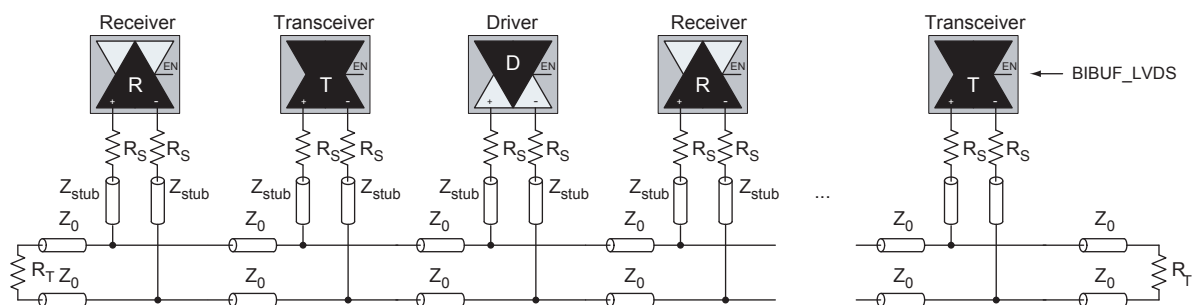 Receiver Transceiver Driver Receiver Transceiver
R EN T EN D EN R EN T EN BIBUF_LVDS
+ - + - + - + - + -
R_S R_S R_S R_S R_S R_S R_S R_S R_S R_S
Z_stub Z_stub Z_stub Z_stub Z_stub Z_stub Z_stub Z_stub ...
Z_0 Z_0 Z_0 Z_0 Z_0 Z_0
R_T Z_0 Z_0 Z_0 Z_0 Z_0 Z_0 R_T